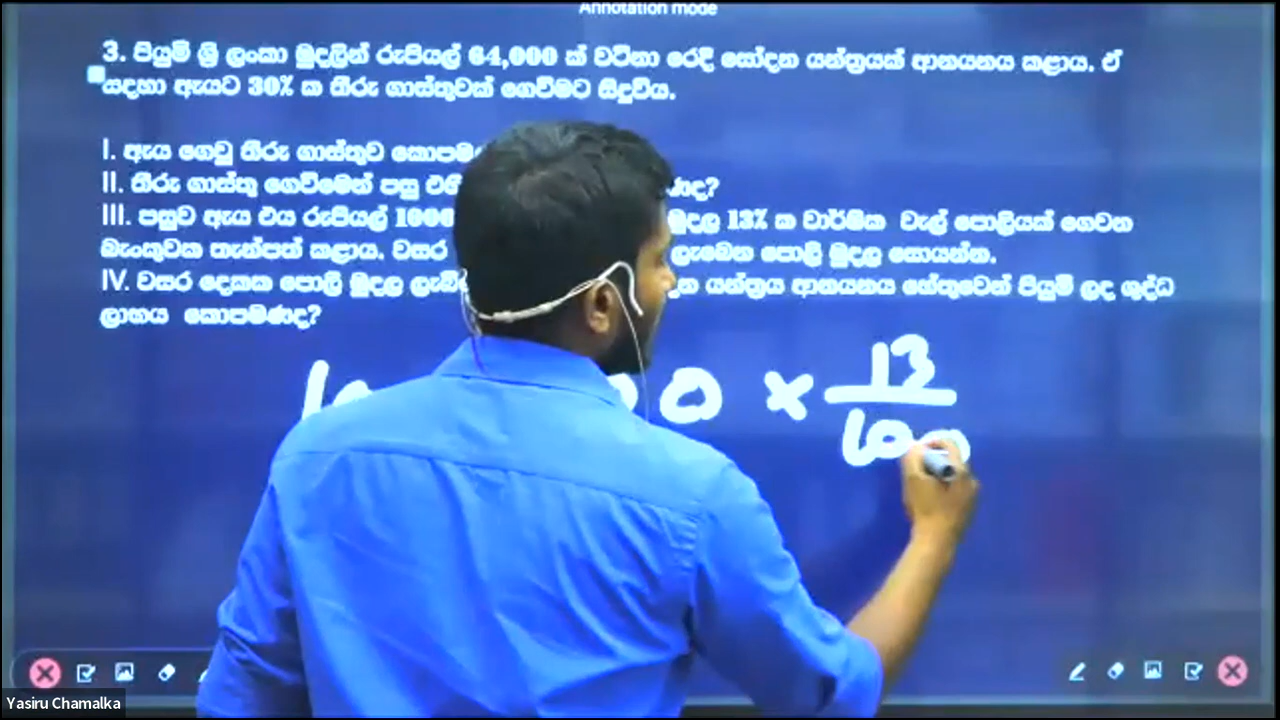 Annotation mode
3. පියුමි ශ්‍රී ලංකා මුදලින් රුපියල් 64,000 ක් වටිනා රෙදි සෝදන යන්ත්‍රයක් ආනයනය කළාය. ඒ
සඳහා ඇයට 30% ක තීරු ගාස්තුවක් ගෙවීමට සිදුවිය.
I. ඇය ගෙවූ තීරු ගාස්තුව
II. තීරු ගාස්තු ගෙවීමෙන් පසු
III. පසුව ඇය එය රුපියල් මුදල 13% ක වාර්ෂික වැල් පොලියක් ගෙවන
බැංකුවක තැන්පත් කළාය. වසර ලැබෙන පොලී මුදල සොයන්න.
IV. වසර දෙකක පොලී මුදල යන්ත්‍රය ආනයනය හේතුවෙන් පියුමි ලද ශුද්ධ
ලාභය කොපමණද?
× 13
100
Yasiru Chamalka